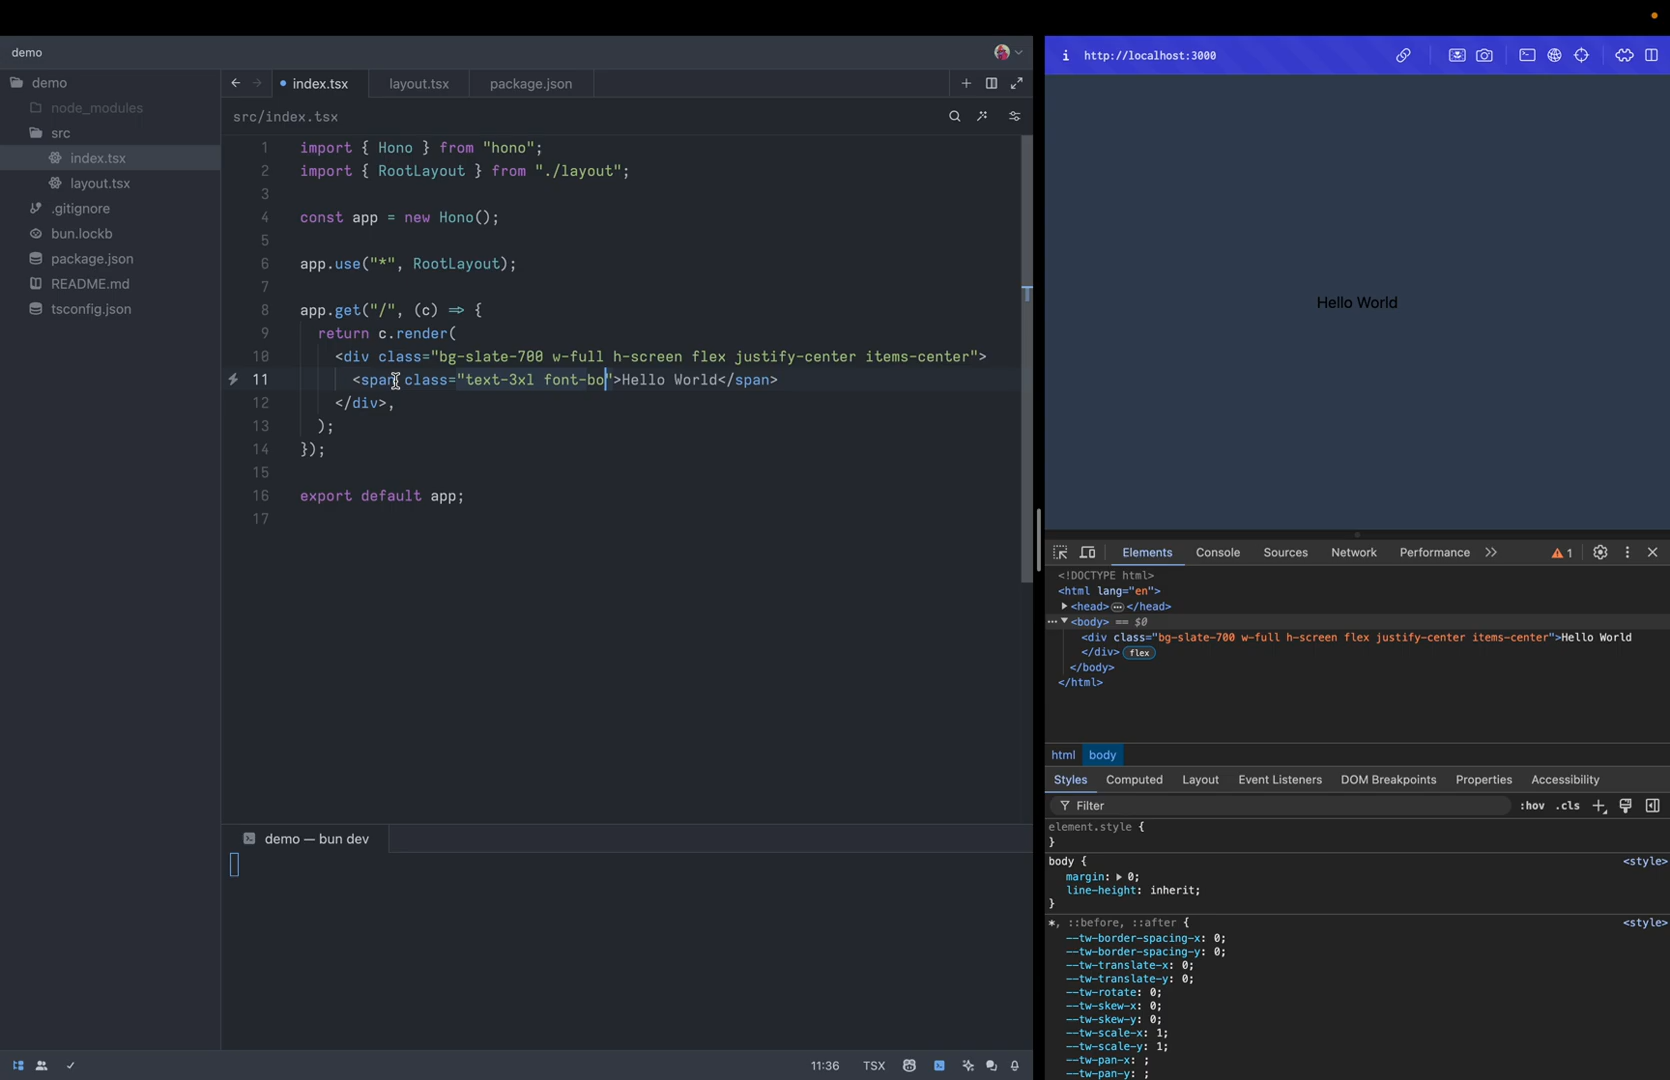 demo
demo
node_modules
src
index.tsx
layout.tsx
.gitignore
bun.lockb
package.json
README.md
tsconfig.json
index.tsx
layout.tsx
package.json
src/index.tsx
1 import { Hono } from "hono";
2 import { RootLayout } from "./layout";
3
4 const app = new Hono();
5
6 app.use("*", RootLayout);
7
8 app.get("/", (c) => {
9 return c.render(
10 <div class="bg-slate-700 w-full h-screen flex justify-center items-center">
11 <span class="text-3xl font-bo">Hello World</span>
12 </div>,
13 );
14 });
15
16 export default app;
17
demo — bun dev
11:36 TSX
i http://localhost:3000
Hello World
Elements Console Sources Network Performance 1
<!DOCTYPE html>
<html lang="en">
<head> </head>
<body> == $0
<div class="bg-slate-700 w-full h-screen flex justify-center items-center">Hello World
</div> flex
</body>
</html>
html body
Styles Computed Layout Event Listeners DOM Breakpoints Properties Accessibility
Filter :hov .cls
element.style {
}
body { <style>
margin: 0;
line-height: inherit;
}
*, ::before, ::after { <style>
--tw-border-spacing-x: 0;
--tw-border-spacing-y: 0;
--tw-translate-x: 0;
--tw-translate-y: 0;
--tw-rotate: 0;
--tw-skew-x: 0;
--tw-skew-y: 0;
--tw-scale-x: 1;
--tw-scale-y: 1;
--tw-pan-x: ;
--tw-pan-y: ;